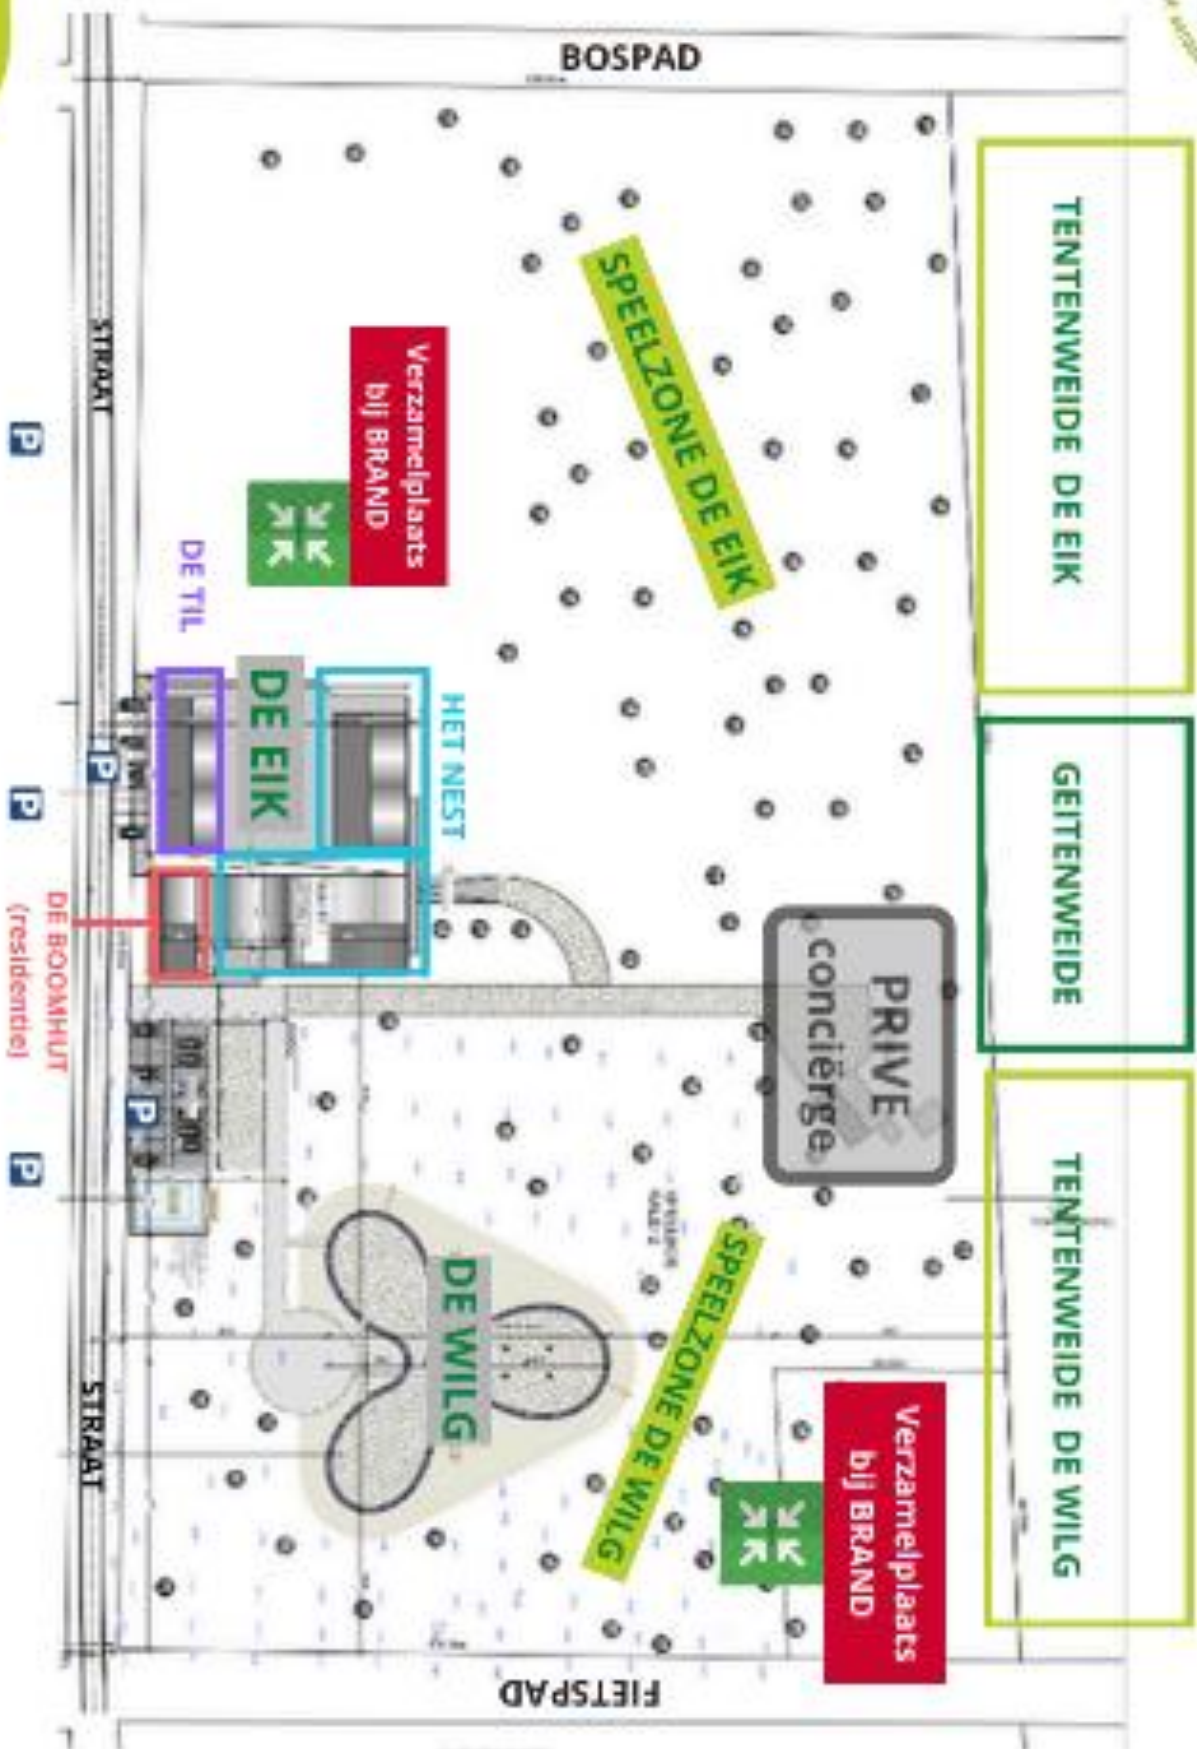 BOSPAD
TENTENWEIDE DE EIK
GEITENWEIDE
TENTENWEIDE DE WILG
SPEELZONE DE EIK
PRIVE
conciërge
Verzamelplaats
bij BRAND
SPEELZONE DE WILG
Verzamelplaats
bij BRAND
HET NEST
DE EIK
DE TIL
DE WILG
STRAAT
P
STRAAT
P
P
P
P
DE BOOMHUT
(residentie)
FIETSPAD